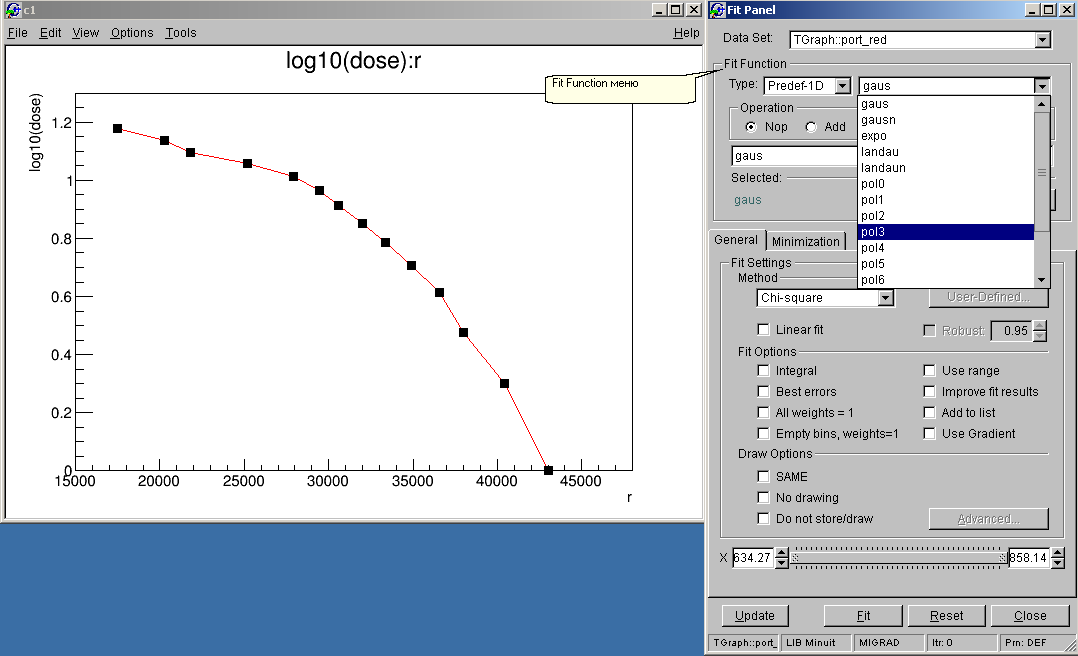 c1
File Edit View Options Tools Help
log10(dose):r
log10(dose)
1.2
1
0.8
0.6
0.4
0.2
0
15000 20000 25000 30000 35000 40000 45000
r
Fit Function меню
Fit Panel
Data Set: TGraph::port_red
Fit Function
Type: Predef-1D gaus
gaus
gausn
expo
landau
landaun
pol0
pol1
pol2
pol3
pol4
pol5
pol6
Operation
Nop Add
gaus
Selected:
gaus
General Minimization
Fit Settings
Method
Chi-square User-Defined...
Linear fit Robust: 0.95
Fit Options
Integral Use range
Best errors Improve fit results
All weights = 1 Add to list
Empty bins, weights=1 Use Gradient
Draw Options
SAME
No drawing
Do not store/draw Advanced...
X 634.27 858.14
Update Fit Reset Close
TGraph::port_ LIB Minuit MIGRAD Itr: 0 Prn: DEF